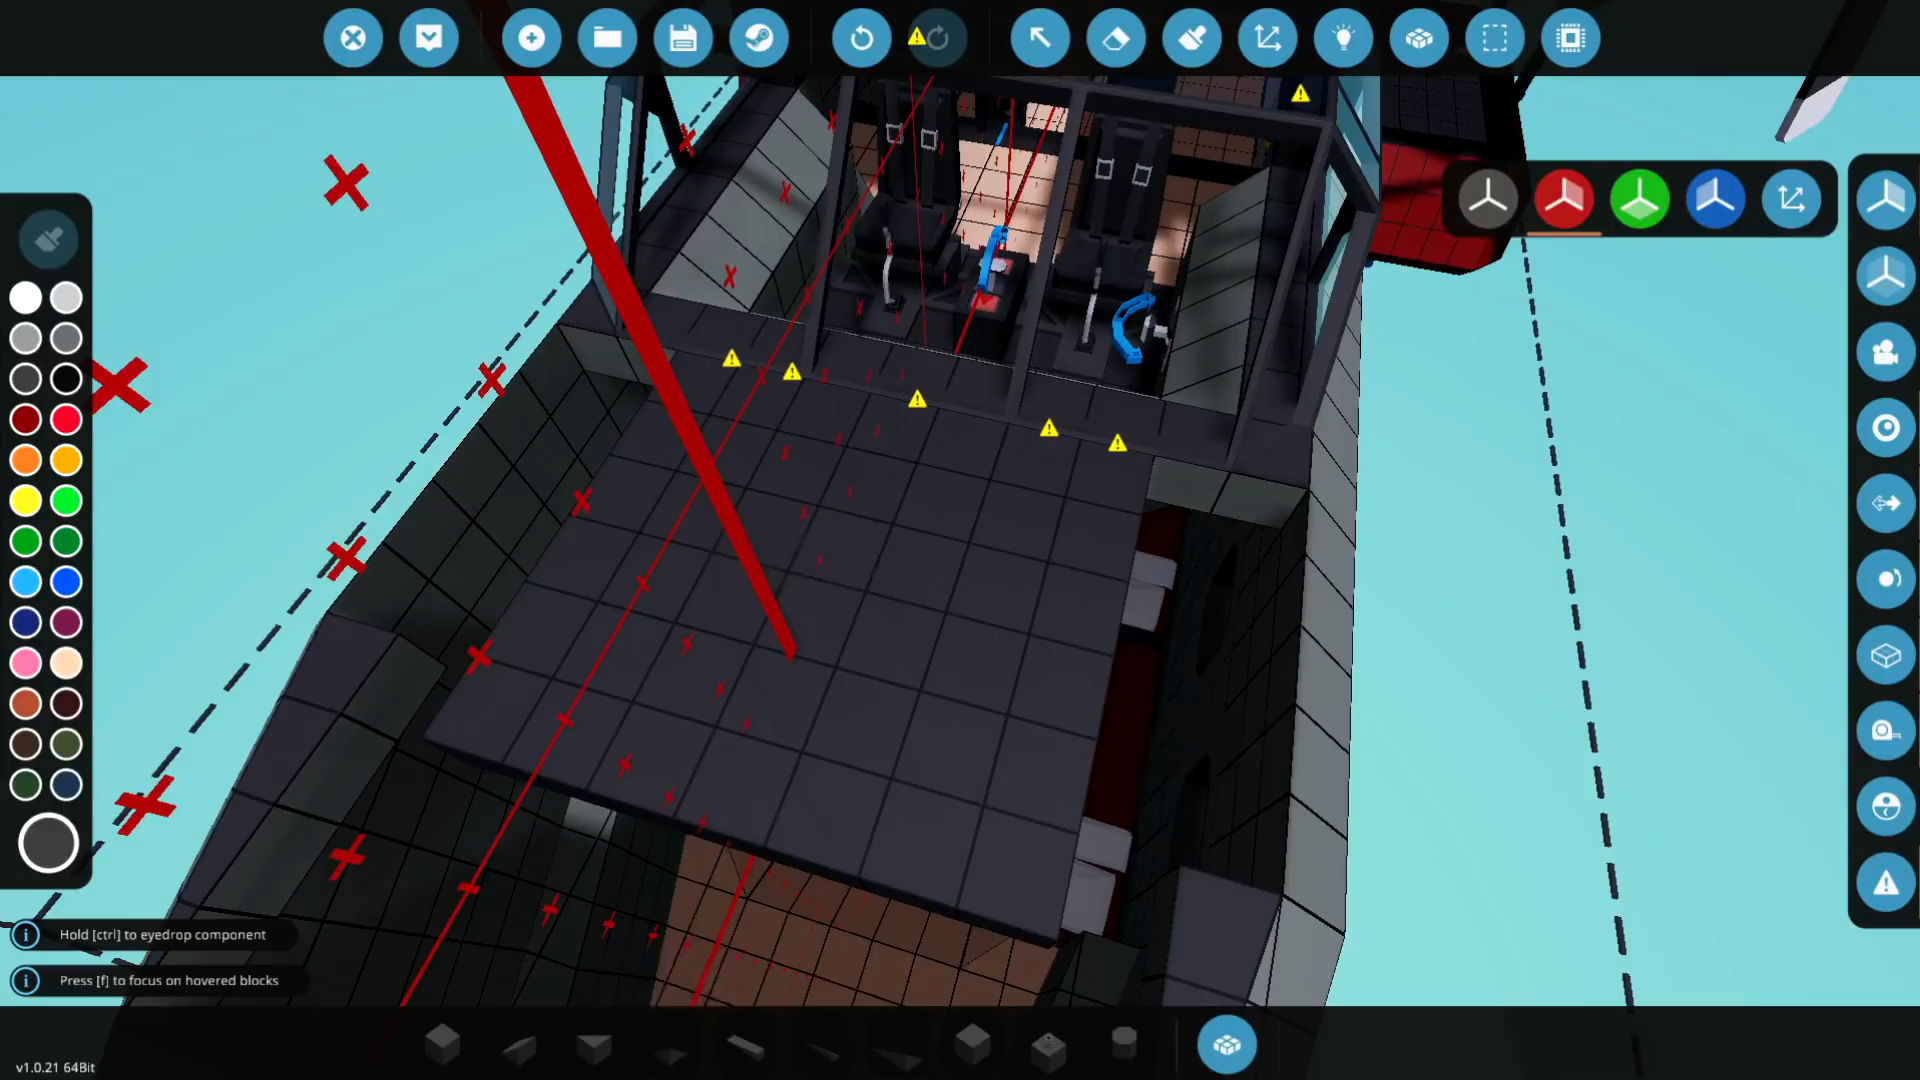 Hold [ctrl] to eyedrop component
Press [f] to focus on hovered blocks
v1.0.21 64Bit